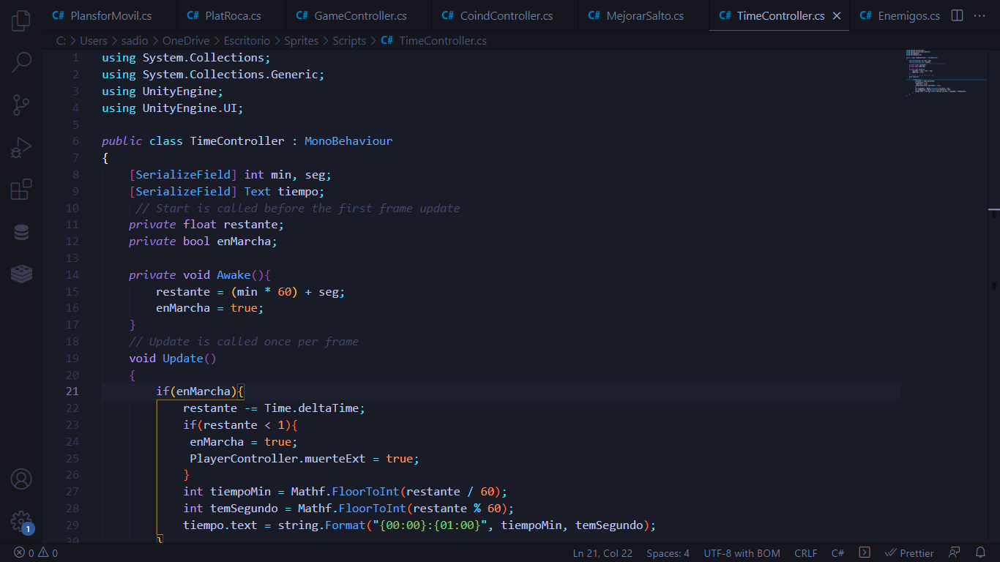 C# PlansforMovil.cs C# PlatRoca.cs C# GameController.cs C# CoindController.cs C# MejorarSalto.cs C# TimeController.cs C# Enemigos.cs
C: > Users > sadio > OneDrive > Escritorio > Sprites > Scripts > C# TimeController.cs
1 using System.Collections;
2 using System.Collections.Generic;
3 using UnityEngine;
4 using UnityEngine.UI;
5
6 public class TimeController : MonoBehaviour
7 {
8 [SerializeField] int min, seg;
9 [SerializeField] Text tiempo;
10 // Start is called before the first frame update
11 private float restante;
12 private bool enMarcha;
13
14 private void Awake(){
15 restante = (min * 60) + seg;
16 enMarcha = true;
17 }
18 // Update is called once per frame
19 void Update()
20 {
21 if(enMarcha){
22 restante -= Time.deltaTime;
23 if(restante < 1){
24 enMarcha = true;
25 PlayerController.muerteExt = true;
26 }
27 int tiempoMin = Mathf.FloorToInt(restante / 60);
28 int temSegundo = Mathf.FloorToInt(restante % 60);
29 tiempo.text = string.Format("{00:00}:{01:00}", tiempoMin, temSegundo);
30 }
1
0 0 Ln 21, Col 22 Spaces: 4 UTF-8 with BOM CRLF C# Prettier